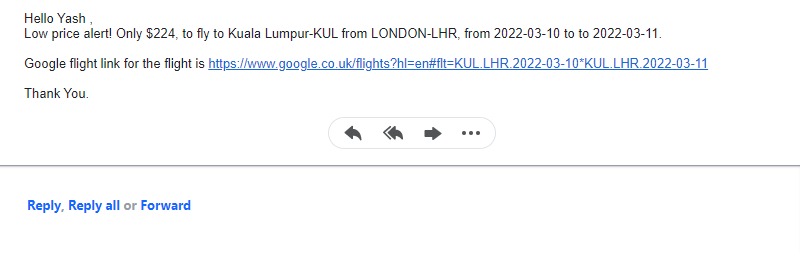 Hello Yash ,
Low price alert! Only $224, to fly to Kuala Lumpur-KUL from LONDON-LHR, from 2022-03-10 to to 2022-03-11.
Google flight link for the flight is https://www.google.co.uk/flights?hl=en#flt=KUL.LHR.2022-03-10*KUL.LHR.2022-03-11
Thank You.
Reply, Reply all or Forward